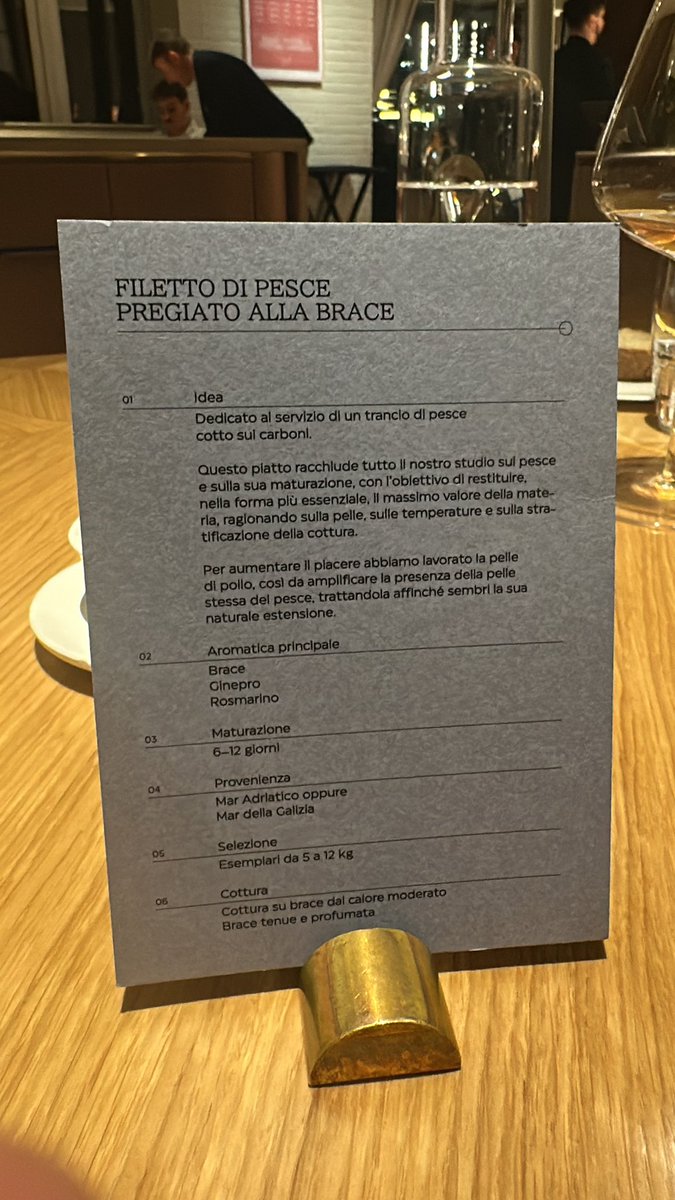 FILETTO DI PESCE
PREGIATO ALLA BRACE
01 Idea
Dedicato al servizio di un trancio di pesce
cotto sui carboni.
Questo piatto racchiude tutto il nostro studio sul pesce
e sulla sua maturazione, con l'obiettivo di restituire,
nella forma più essenziale, il massimo valore della mate-
ria, ragionando sulla pelle, sulle temperature e sulla stra-
tificazione della cottura.
Per aumentare il piacere abbiamo lavorato la pelle
di pollo, così da amplificare la presenza della pelle
stessa del pesce, trattandola affinché sembri la sua
naturale estensione.
02 Aromatica principale
Brace
Ginepro
Rosmarino
03 Maturazione
6–12 giorni
04 Provenienza
Mar Adriatico oppure
Mar della Galizia
05 Selezione
Esemplari da 5 a 12 kg
06 Cottura
Cottura su brace dal calore moderato
Brace tenue e profumata